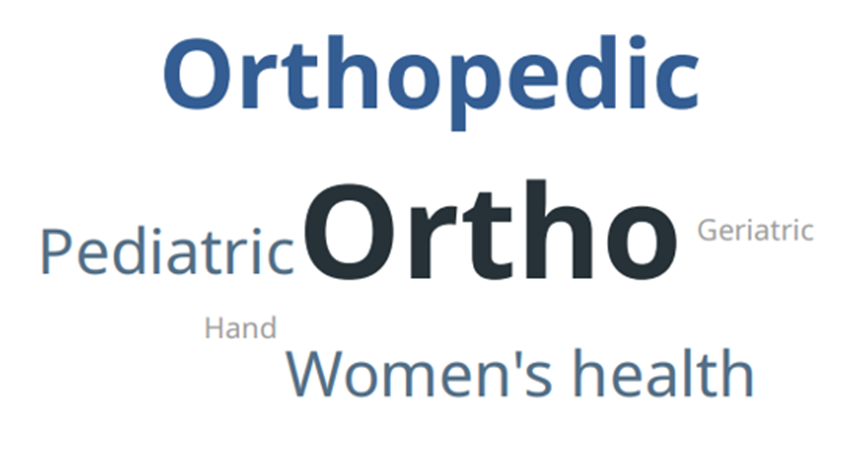 Orthopedic
Pediatric Ortho Geriatric
Hand
Women's health